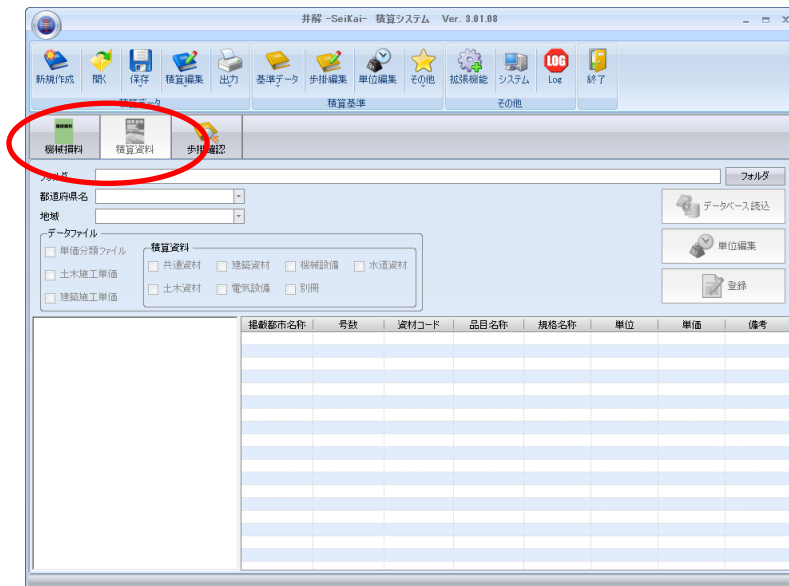 井解 -SeiKai- 積算システム Ver. 3.01.08
新規作成 開く 保存 積算編集 出力 基準データ 歩掛編集 単位編集 その他 拡張機能 システム Log 終了
積算データ 積算基準 その他
機械損料 積算資料 歩掛確認
フォルダ フォルダ
都道府県名
地域
データベース読込
データファイル
単価分類ファイル
土木施工単価
建築施工単価
積算資料
共通資材 建築資材 機械設備 水道資材
土木資材 電気設備 別冊
単位編集
登録
掲載都市名称 号数 資材コード 品目名称 規格名称 単位 単価 備考